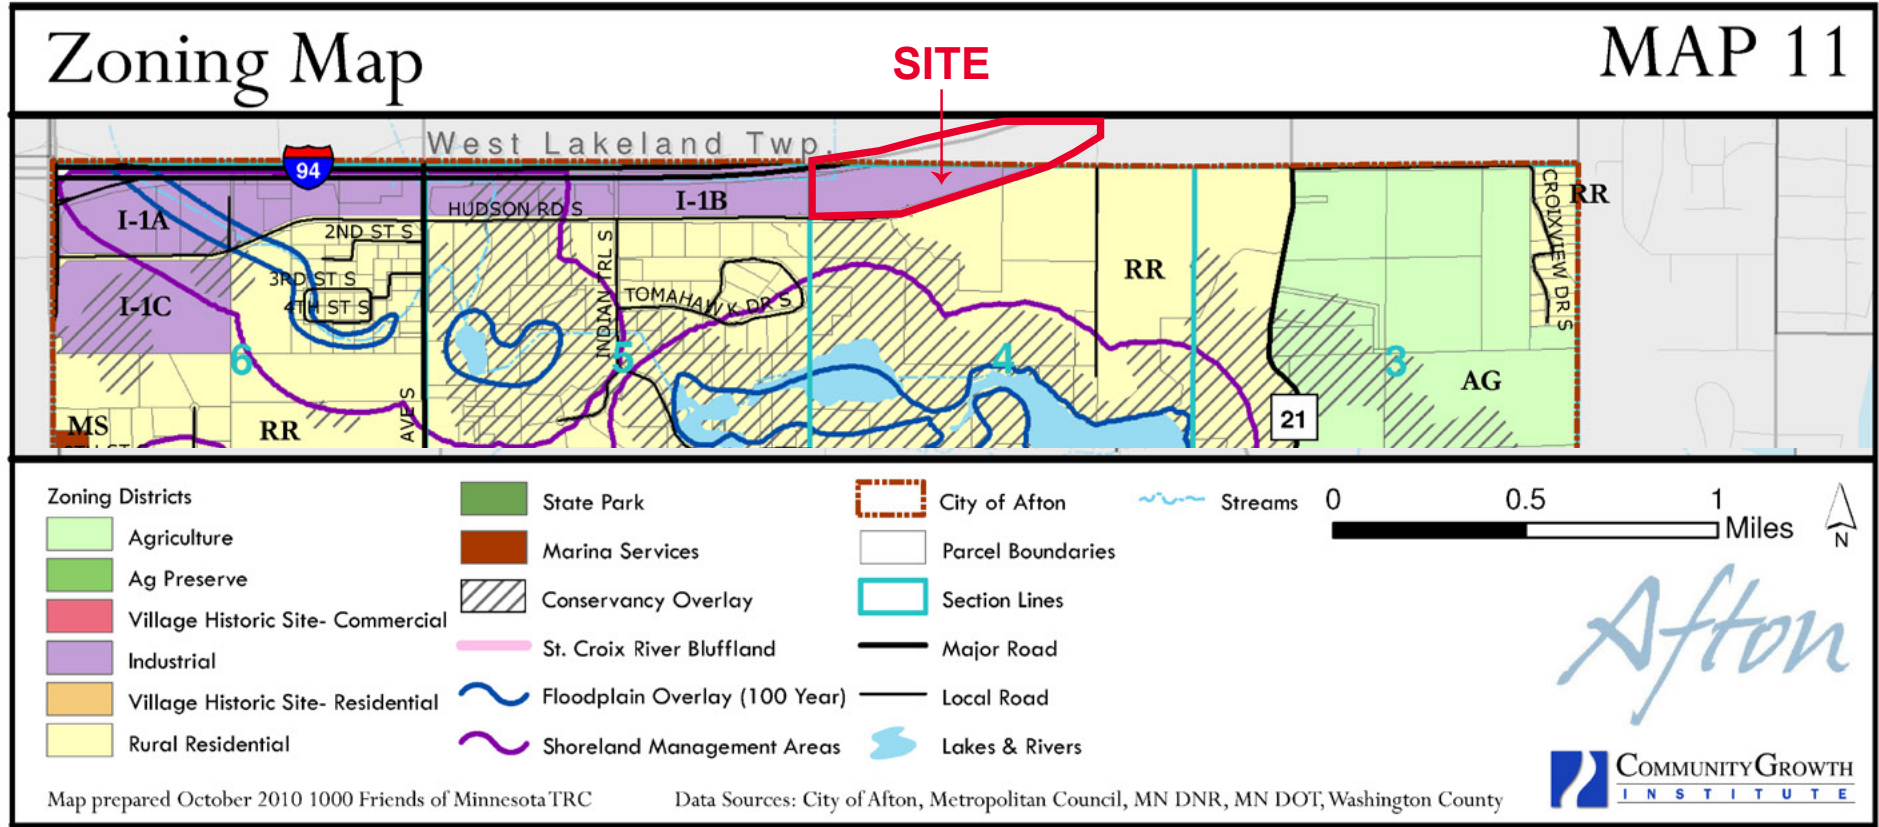 Zoning Map
SITE
MAP 11
West Lakeland Twp.
94
I-1A
I-1B
I-1C
HUDSON RD S
2ND ST S
3RD ST S
4TH ST S
INDIAN TRL S
TOMAHAWK DR S
CROIXVIEW DR S
RR
RR
6
5
4
3
AG
21
MS
RR
AVE S
Zoning Districts
Agriculture
Ag Preserve
Village Historic Site- Commercial
Industrial
Village Historic Site- Residential
Rural Residential
State Park
Marina Services
Conservancy Overlay
St. Croix River Bluffland
Floodplain Overlay (100 Year)
Shoreland Management Areas
City of Afton
Parcel Boundaries
Section Lines
Major Road
Local Road
Lakes & Rivers
Streams
0 0.5 1
Miles
N
Afton
COMMUNITY GROWTH
INSTITUTE
Map prepared October 2010 1000 Friends of Minnesota TRC
Data Sources: City of Afton, Metropolitan Council, MN DNR, MN DOT, Washington County